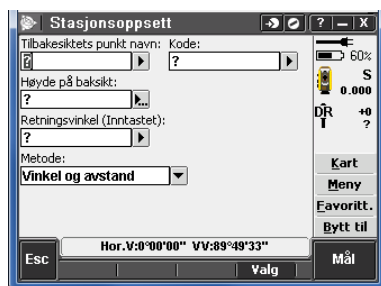 Stasjonsoppsett
? – X
Tilbakesiktets punkt navn: Kode:
? ?
Høyde på baksikt:
?
Retningsvinkel (Inntastet):
?
Metode:
Vinkel og avstand
60%
S
0.000
DR +0
T ?
Kart
Meny
Favoritt.
Bytt til
Hor.V:0°00'00" VV:89°49'33"
Esc Valg Mål